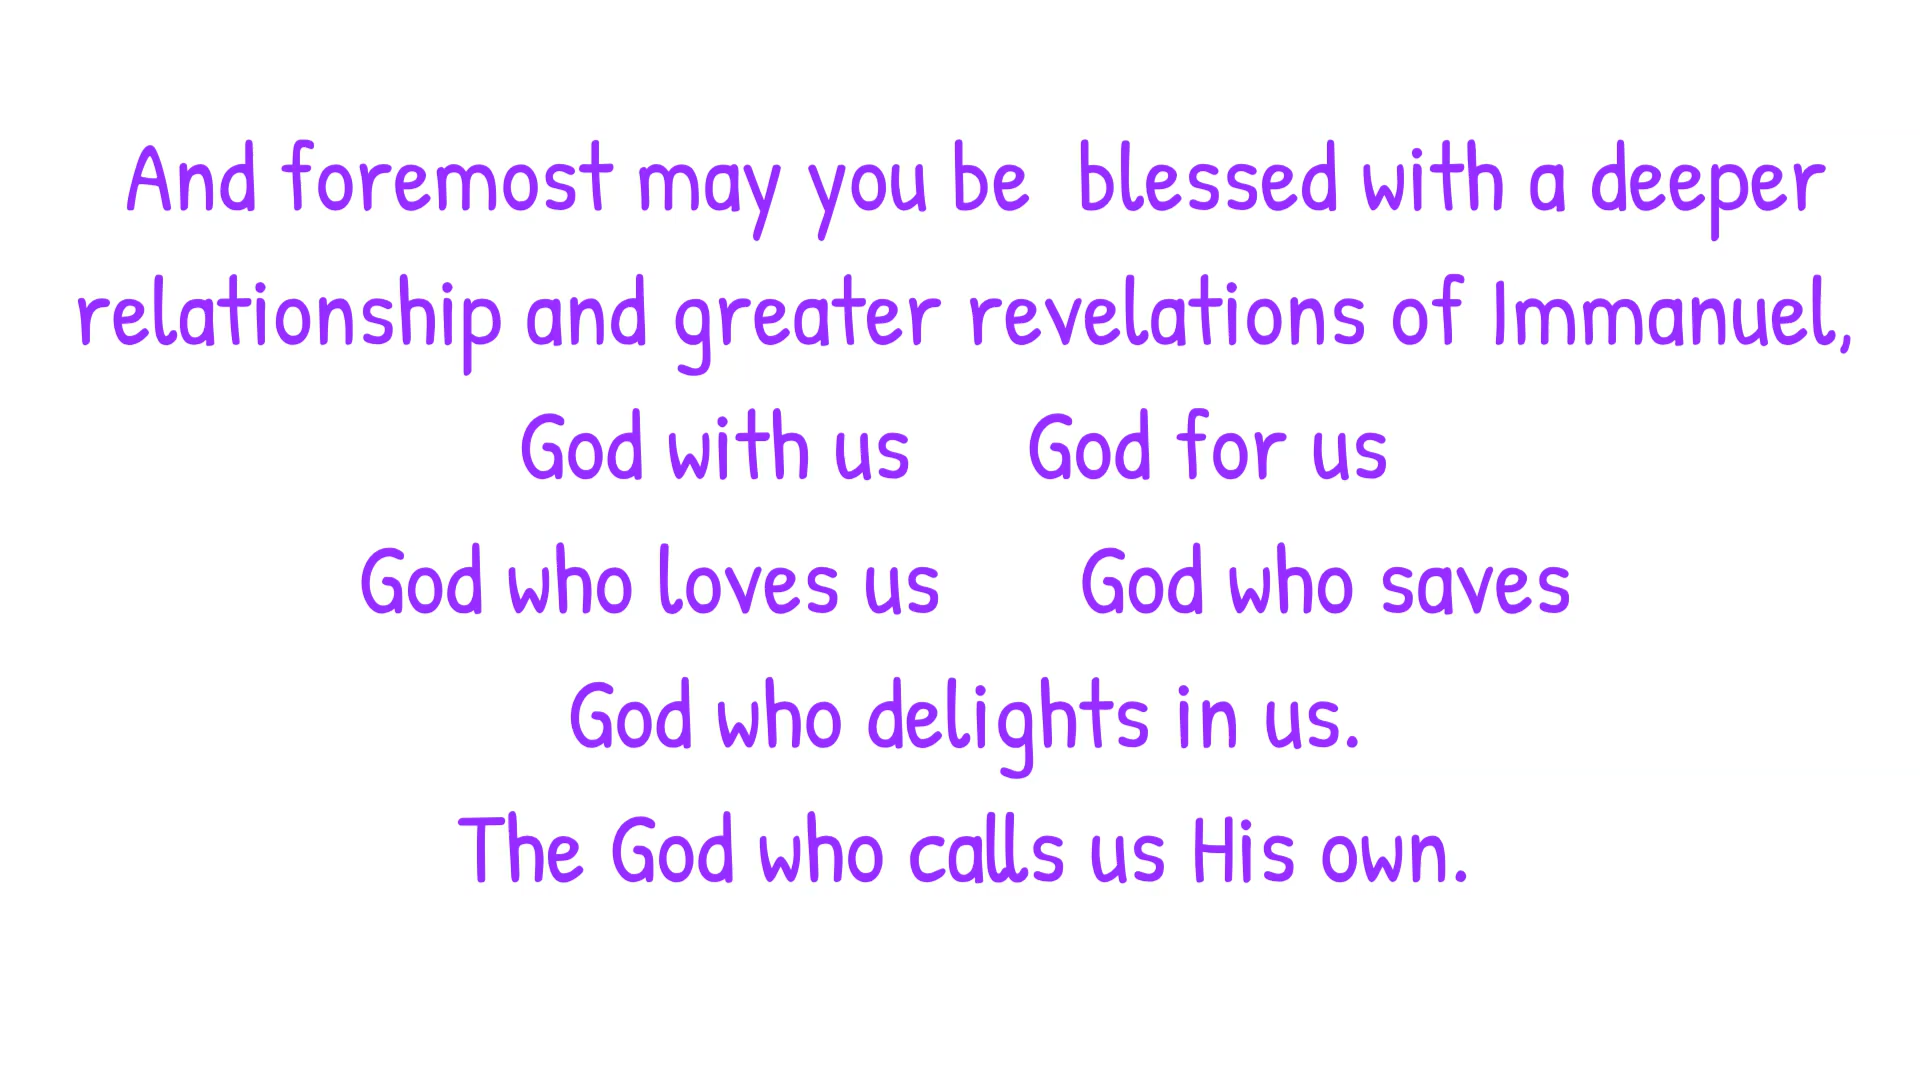 And foremost may you be  blessed with a deeper
relationship and greater revelations of Immanuel,
God with us     God for us
God who loves us      God who saves
God who delights in us.
The God who calls us His own.